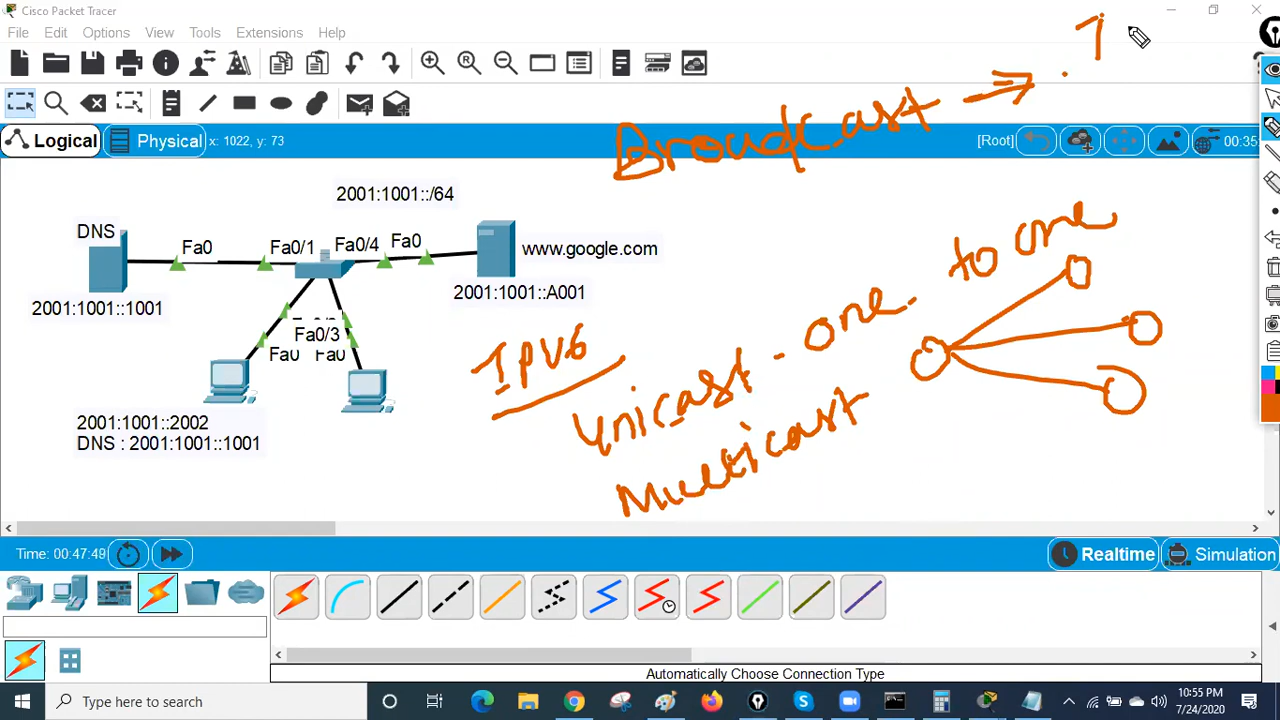 Cisco Packet Tracer
File Edit Options View Tools Extensions Help
Logical Physical x: 1022, y: 73
[Root] 00:35
Broadcast
2001:1001::/64
DNS Fa0 Fa0/1 Fa0/4 Fa0 www.google.com
2001:1001::1001
2001:1001::A001
Fa0/3
Fa0 Fa0
2001:1001::2002
DNS : 2001:1001::1001
IPV6
Unicast - one. to one
Multicast
Time: 00:47:49 Realtime Simulation
Automatically Choose Connection Type
Type here to search
10:55 PM
7/24/2020